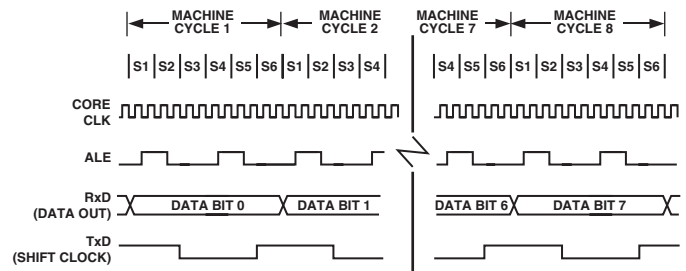 MACHINE CYCLE 1
MACHINE CYCLE 2
MACHINE CYCLE 7
MACHINE CYCLE 8
S1 S2 S3 S4 S5 S6 S1 S2 S3 S4
S4 S5 S6 S1 S2 S3 S4 S5 S6
CORE CLK
ALE
RxD (DATA OUT)
DATA BIT 0
DATA BIT 1
DATA BIT 6
DATA BIT 7
TxD (SHIFT CLOCK)